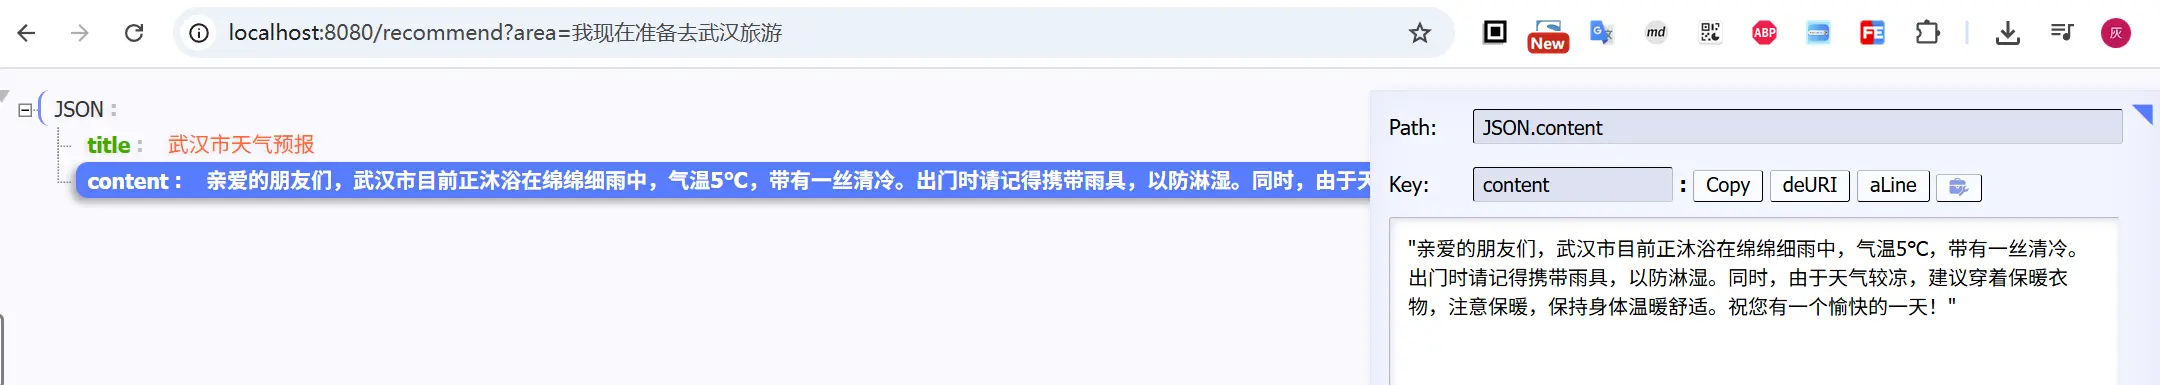 localhost:8080/recommend?area=我现在准备去武汉旅游
New
md
ABP
FE
灰
JSON :
title : 武汉市天气预报
content : 亲爱的朋友们，武汉市目前正沐浴在绵绵细雨中，气温5℃，带有一丝清冷。出门时请记得携带雨具，以防淋湿。同时，由于天
Path: JSON.content
Key: content : Copy deURI aLine
"亲爱的朋友们，武汉市目前正沐浴在绵绵细雨中，气温5℃，带有一丝清冷。
出门时请记得携带雨具，以防淋湿。同时，由于天气较凉，建议穿着保暖衣
物，注意保暖，保持身体温暖舒适。祝您有一个愉快的一天！"